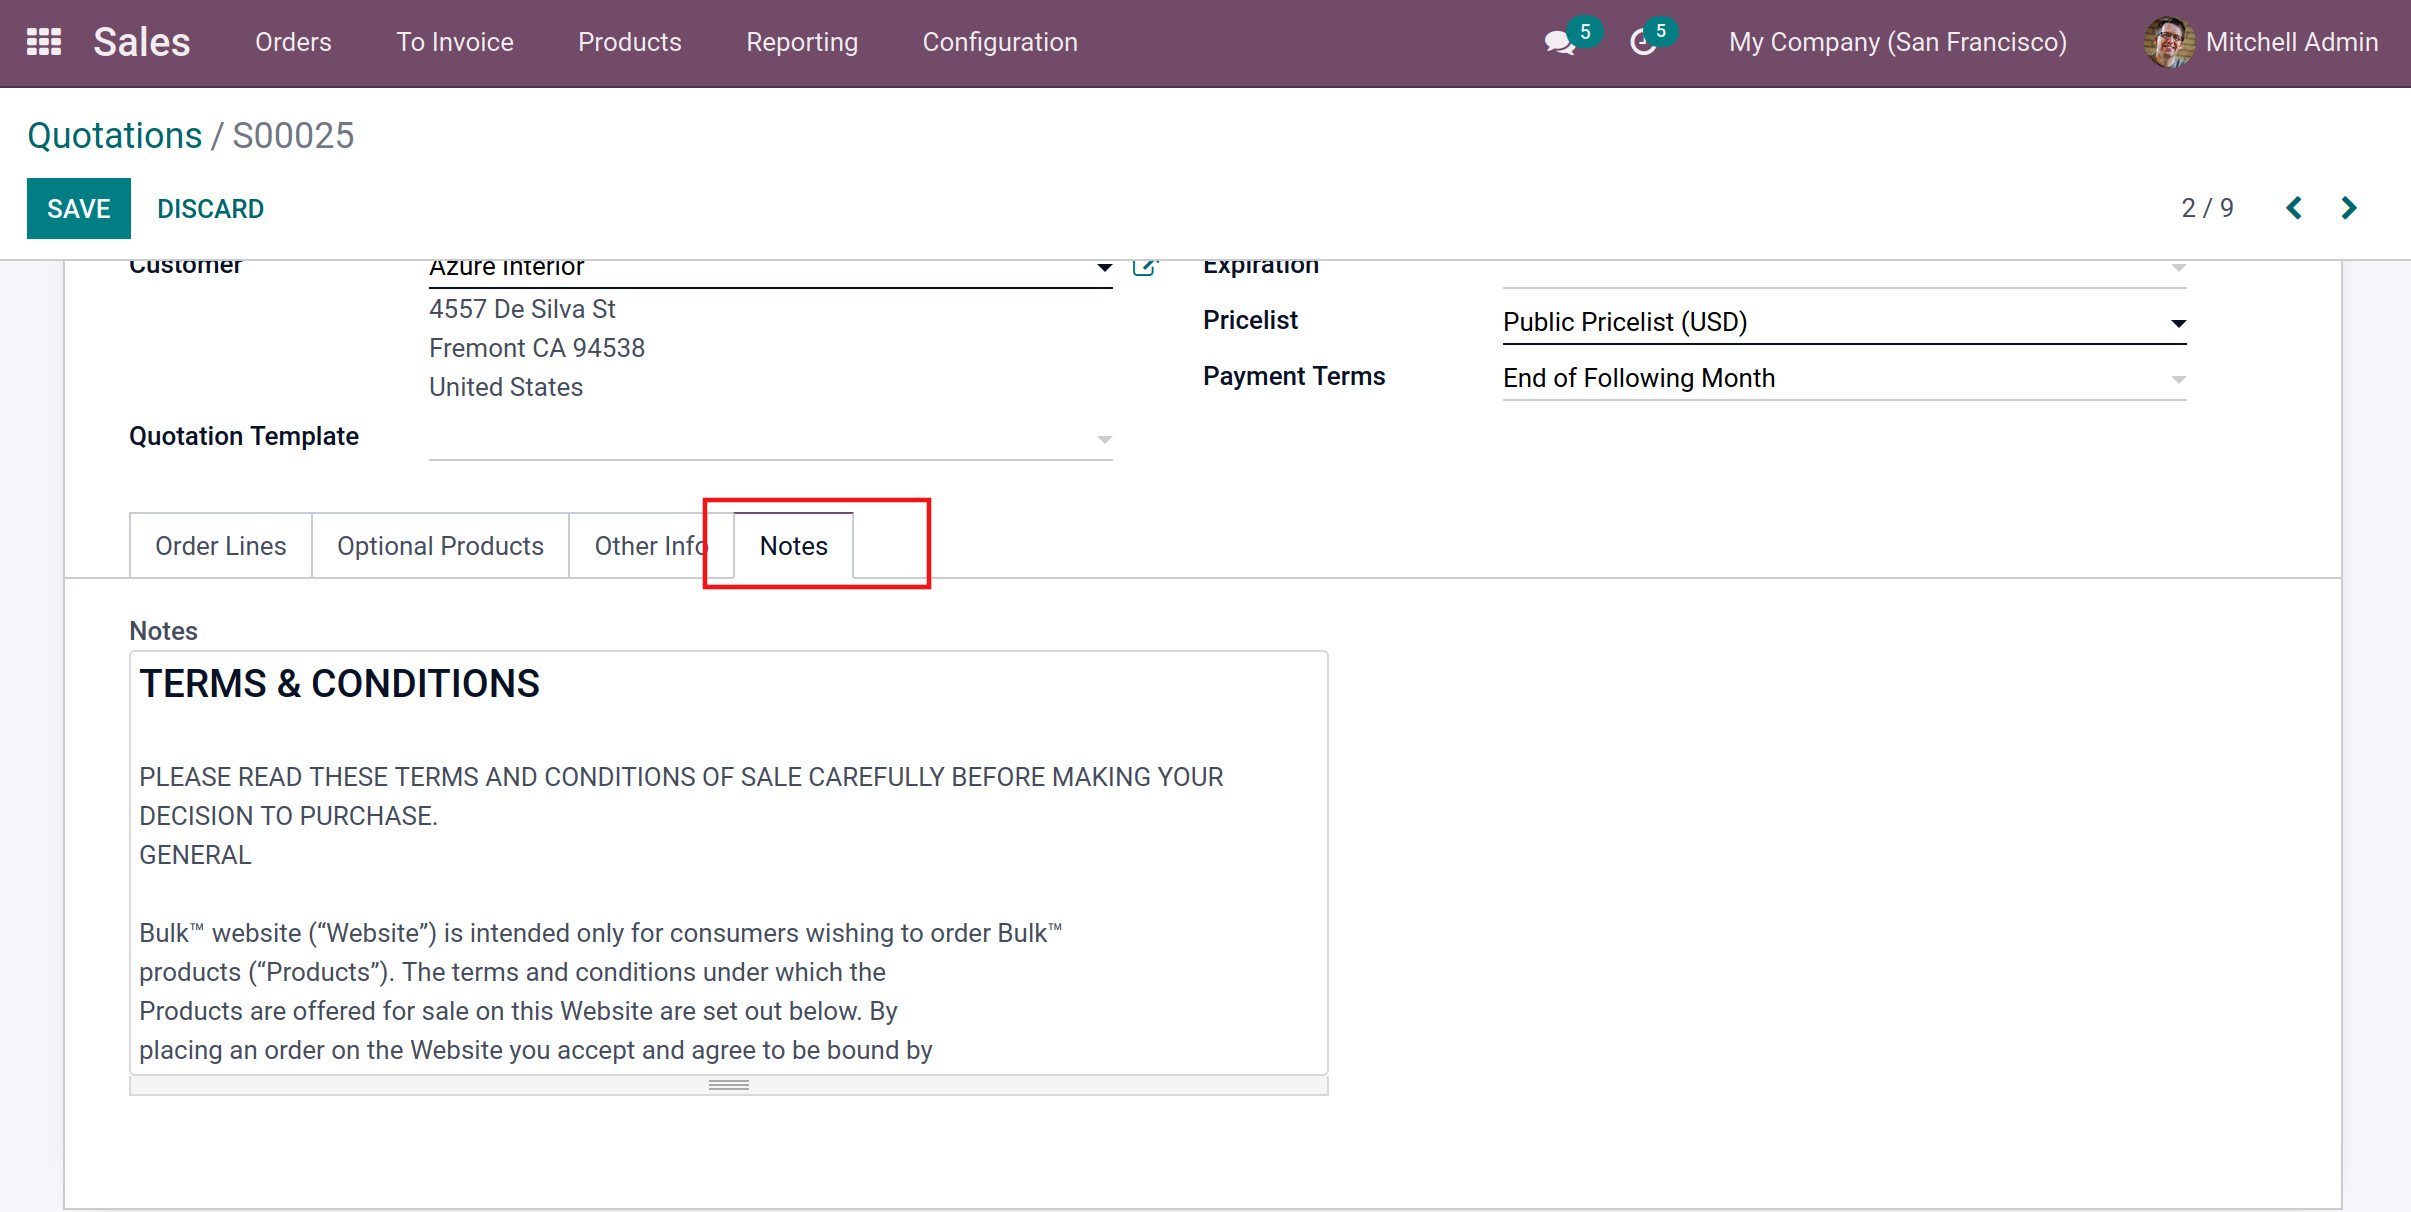 Sales Orders To Invoice Products Reporting Configuration 5 5 My Company (San Francisco) Mitchell Admin
Quotations / S00025
SAVE DISCARD 2 / 9
Customer Azure Interior Expiration
4557 De Silva St
Pricelist Public Pricelist (USD)
Fremont CA 94538
Payment Terms End of Following Month
United States
Quotation Template
Order Lines Optional Products Other Info Notes
Notes
TERMS & CONDITIONS
PLEASE READ THESE TERMS AND CONDITIONS OF SALE CAREFULLY BEFORE MAKING YOUR
DECISION TO PURCHASE.
GENERAL
Bulk™ website (“Website”) is intended only for consumers wishing to order Bulk™
products (“Products”). The terms and conditions under which the
Products are offered for sale on this Website are set out below. By
placing an order on the Website you accept and agree to be bound by